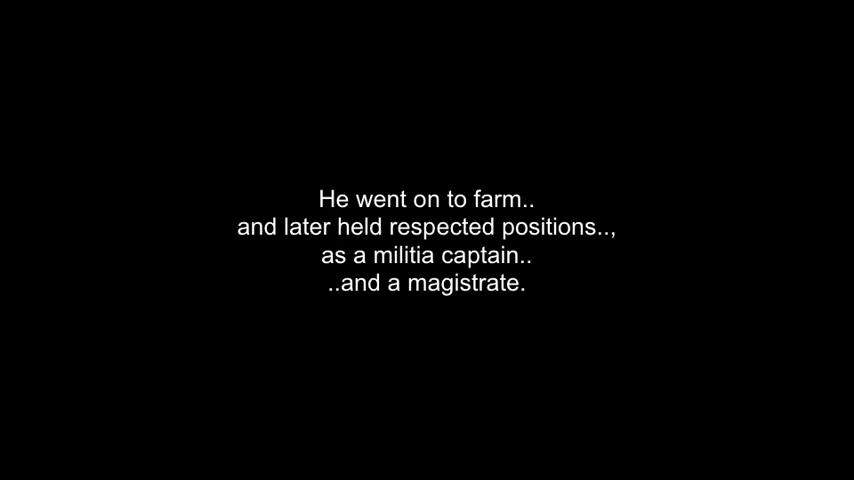 He went on to farm..
and later held respected positions..,
as a militia captain..
..and a magistrate.